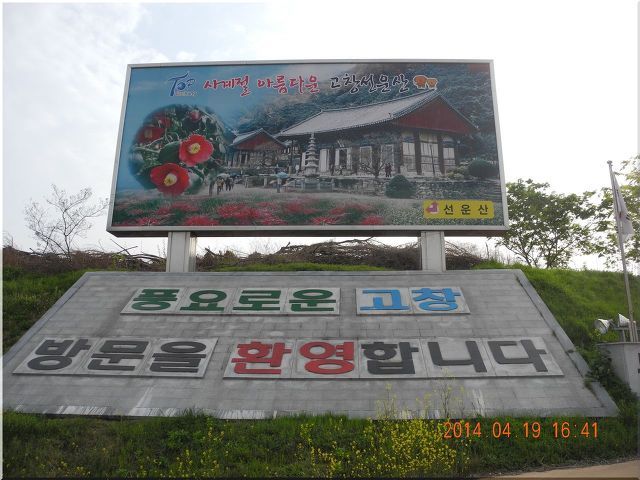 사계절 아름다운 고창선운산
선운산
풍요로운 고창
방문을 환영합니다
2014.04.19 16:41